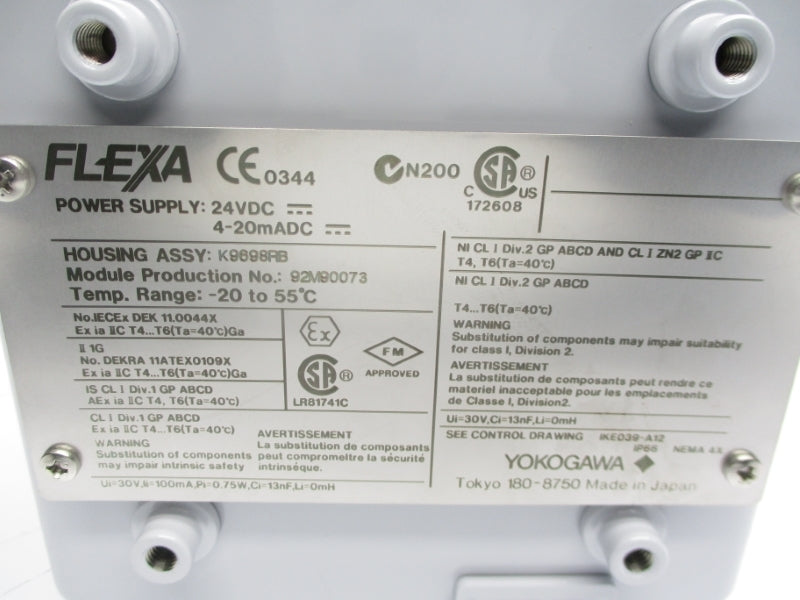 FLEXA CE 0344 N200 CSA ® C US 172608
POWER SUPPLY: 24VDC
4-20mADC
HOUSING ASSY: K9698RB
Module Production No.: 92M90073
Temp. Range: -20 to 55°C
No.IECEx DEK 11.0044X
Ex ia IIC T4...T6(Ta=40°C)Ga
II 1G
No. DEKRA 11ATEX0109X
Ex ia IIC T4...T6(Ta=40°C)Ga
IS CL I Div.1 GP ABCD
AEx ia IIC T4, T6(Ta=40°C)
CL I Div.1 GP ABCD
Ex ia IIC T4...T6(Ta=40°C)
WARNING
Substitution of components
may impair intrinsic safety
Ex
FM
APPROVED
SA ®
LR81741C
AVERTISSEMENT
La substitution de composants
peut compromettre la sécurité
intrinsèque.
Ui=30V,Ii=100mA,Pi=0.75W,Ci=13nF,Li=0mH
NI CL I Div.2 GP ABCD AND CL I ZN2 GP IIC
T4, T6(Ta=40°C)
NI CL I Div.2 GP ABCD
T4...T6(Ta=40°C)
WARNING
Substitution of components may impair suitability
for class I, Division 2.
AVERTISSEMENT
La substitution de composants peut rendre ce
materiel inacceptable pour les emplacements
de Classe I, Division2.
Ui=30V,Ci=13nF,Li=0mH
SEE CONTROL DRAWING IKE039-A12
IP66 NEMA 4X
YOKOGAWA
Tokyo 180-8750 Made in Japan